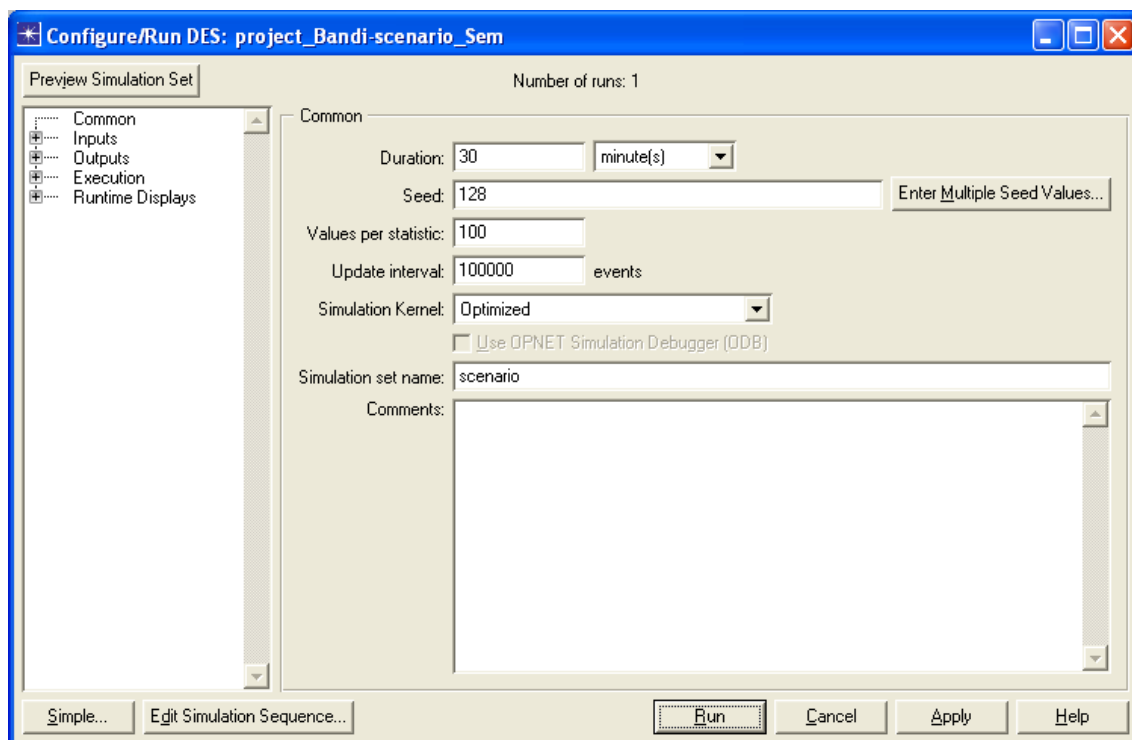 Configure/Run DES: project_Bandi-scenario_Sem
Preview Simulation Set
Number of runs: 1
Common
Inputs
Outputs
Execution
Runtime Displays
Common
Duration: 30 minute(s)
Seed: 128 Enter Multiple Seed Values...
Values per statistic: 100
Update interval: 100000 events
Simulation Kernel: Optimized
Use OPNET Simulation Debugger (ODB)
Simulation set name: scenario
Comments:
Simple... Edit Simulation Sequence... Run Cancel Apply Help